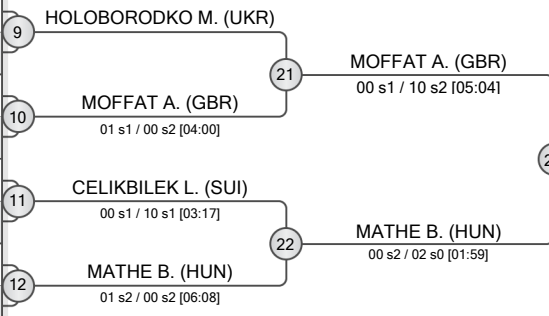 9
HOLOBORODKO M. (UKR)
21
MOFFAT A. (GBR)
00 s1 / 10 s2 [05:04]
10
MOFFAT A. (GBR)
01 s1 / 00 s2 [04:00]
11
CELIKBILEK L. (SUI)
00 s1 / 10 s1 [03:17]
22
MATHE B. (HUN)
00 s2 / 02 s0 [01:59]
12
MATHE B. (HUN)
01 s2 / 00 s2 [06:08]